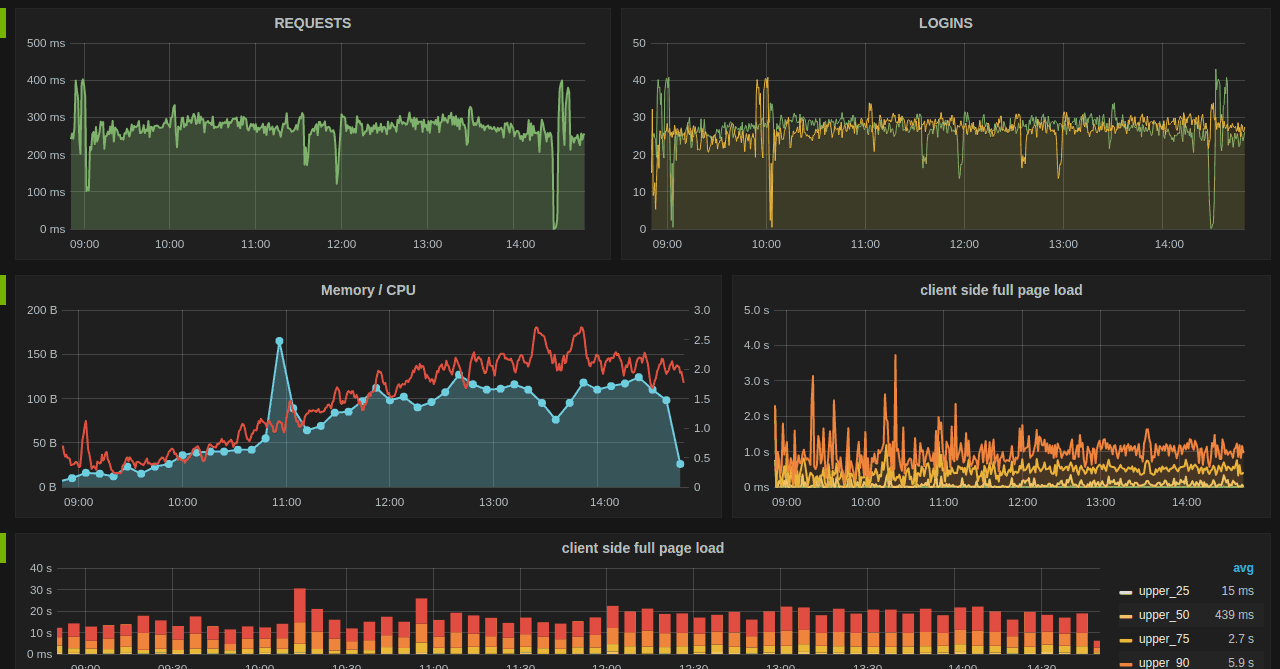 REQUESTS
500 ms
400 ms
300 ms
200 ms
100 ms
0 ms
09:00 10:00 11:00 12:00 13:00 14:00
LOGINS
50
40
30
20
10
0
09:00 10:00 11:00 12:00 13:00 14:00
Memory / CPU
200 B 3.0
2.5
150 B 2.0
100 B 1.5
1.0
50 B 0.5
0 B 0
09:00 10:00 11:00 12:00 13:00 14:00
client side full page load
5.0 s
4.0 s
3.0 s
2.0 s
1.0 s
0 ms
09:00 10:00 11:00 12:00 13:00 14:00
client side full page load
40 s
30 s
20 s
10 s
0 ms
09:00 09:30 10:00 10:30 11:00 11:30 12:00 12:30 13:00 13:30 14:00 14:30
avg
upper_25 15 ms
upper_50 439 ms
upper_75 2.7 s
upper_90 5.9 s